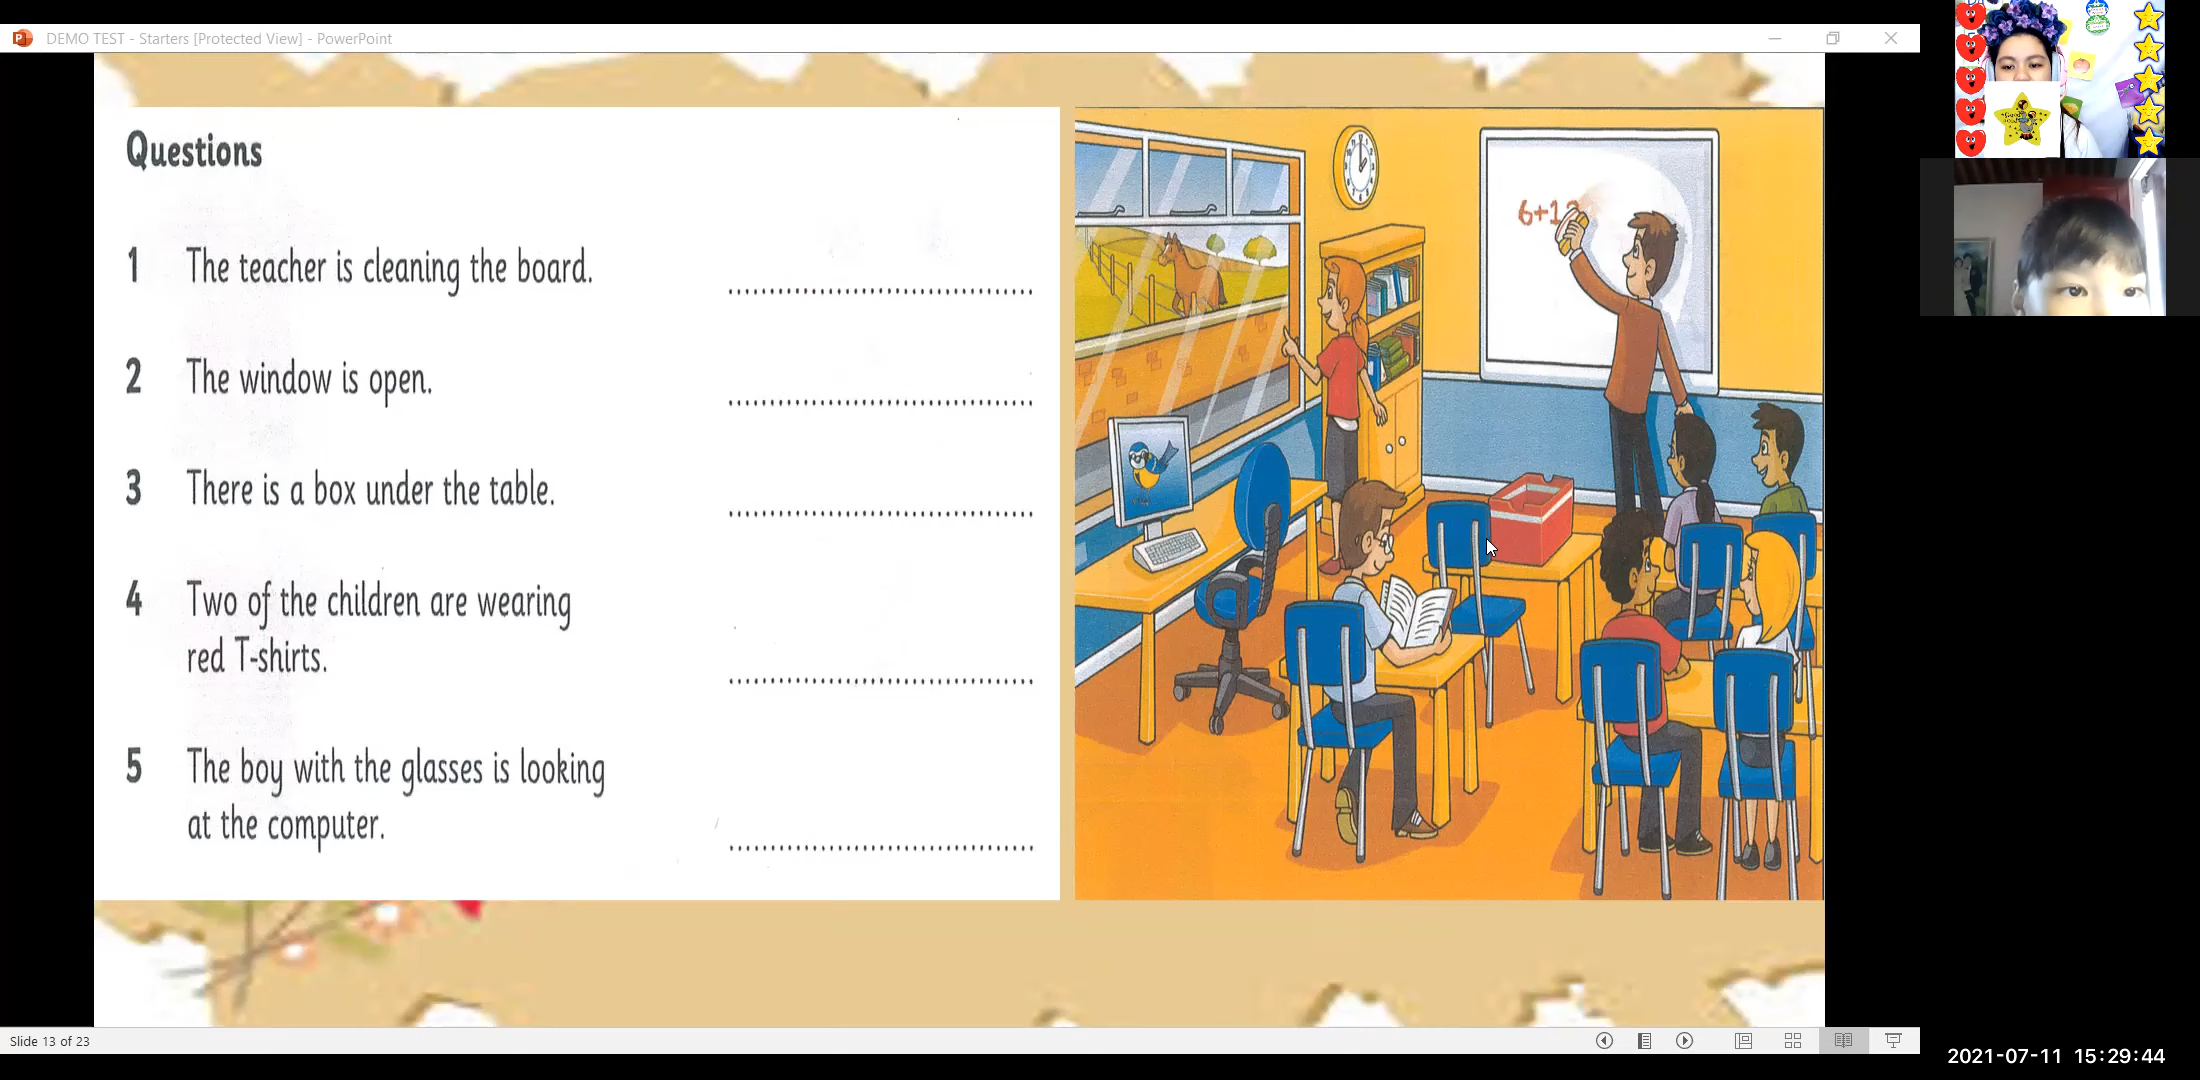 DEMO TEST - Starters [Protected View] - PowerPoint
Questions
1 The teacher is cleaning the board.
2 The window is open.
3 There is a box under the table.
4 Two of the children are wearing
red T-shirts.
5 The boy with the glasses is looking
at the computer.
6+1
Slide 13 of 23
2021-07-11 15:29:44